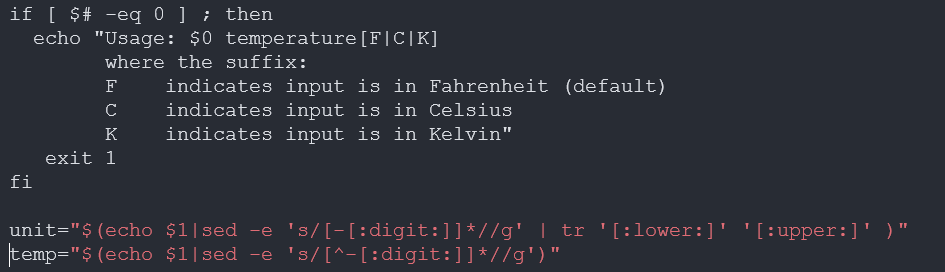 if [ $# -eq 0 ] ; then
  echo "Usage: $0 temperature[F|C|K]
        where the suffix:
        F    indicates input is in Fahrenheit (default)
        C    indicates input is in Celsius
        K    indicates input is in Kelvin"
   exit 1
fi

unit="$(echo $1|sed -e 's/[-[:digit:]]*//g' | tr '[:lower:]' '[:upper:]' )"
temp="$(echo $1|sed -e 's/[^-[:digit:]]*//g')"